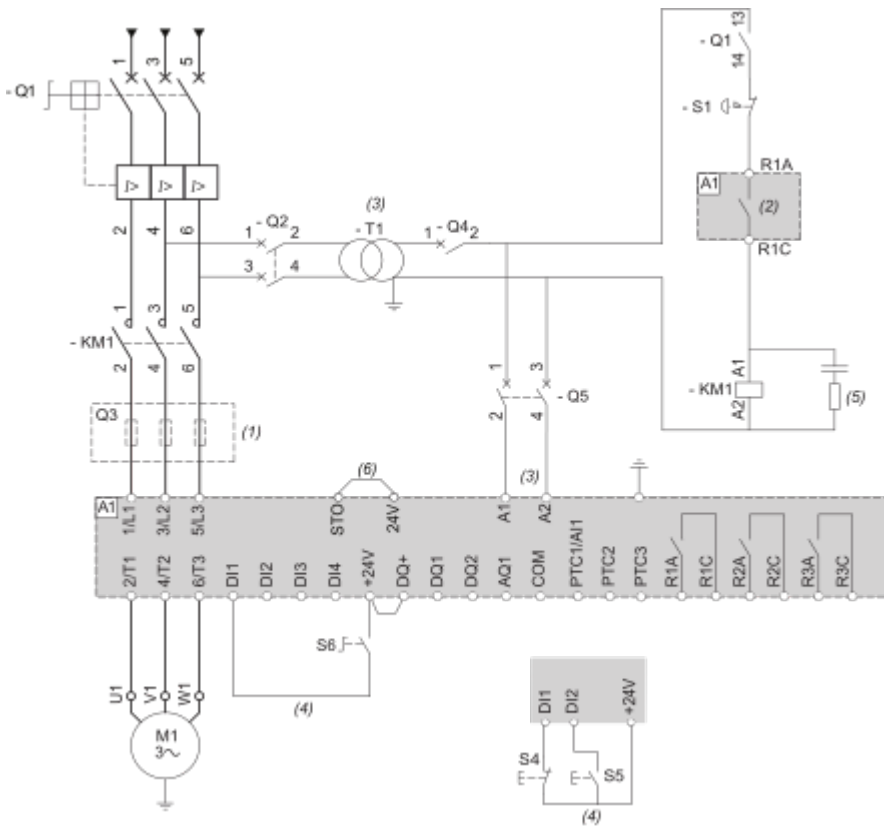 13
- Q1
14
1 3 5
- Q1
- S1
R1A
A1
(2)
I> I> I>
R1C
2 4 6
(3)
- Q2
1 2
- T1
1 - Q4 2
3 4
1 3 5
- KM1
2 4 6
1 3
- Q5
2 4
A1
- KM1
A2
(5)
Q3
(1)
(6)
(3)
A1
1/L1 3/L2 5/L3 STO 24V A1 A2
2/T1 4/T2 6/T3 DI1 DI2 DI3 DI4 +24V DQ+ DQ1 DQ2 AQ1 COM PTC1/AI1 PTC2 PTC3 R1A R1C R2A R2C R3A R3C
S6
(4)
U1 V1 W1
M1
3
DI1 DI2 +24V
S4 S5
(4)